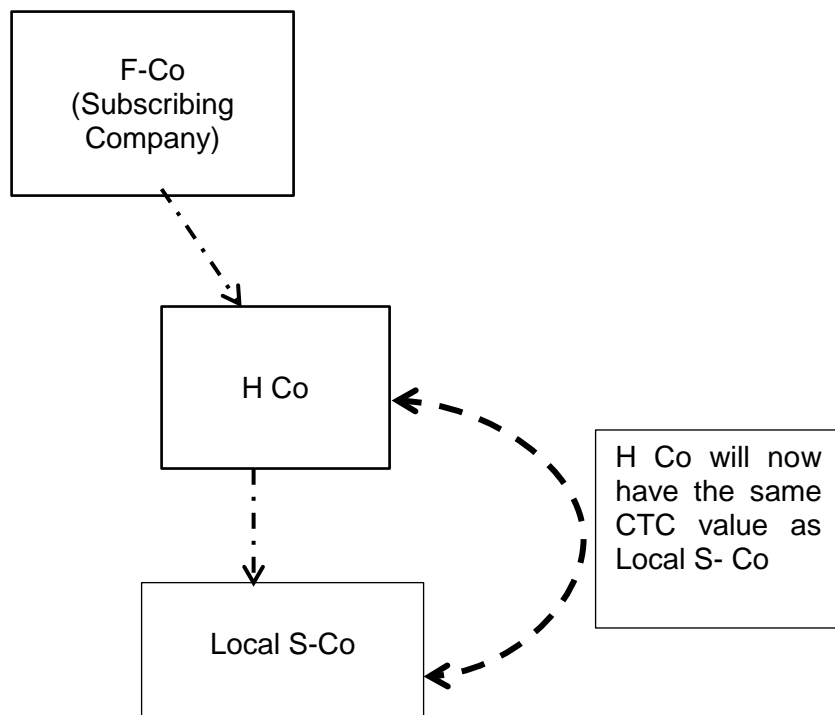 F-Co
(Subscribing
Company)
H Co
H Co will now
have the same
CTC value as
Local S- Co
Local S-Co